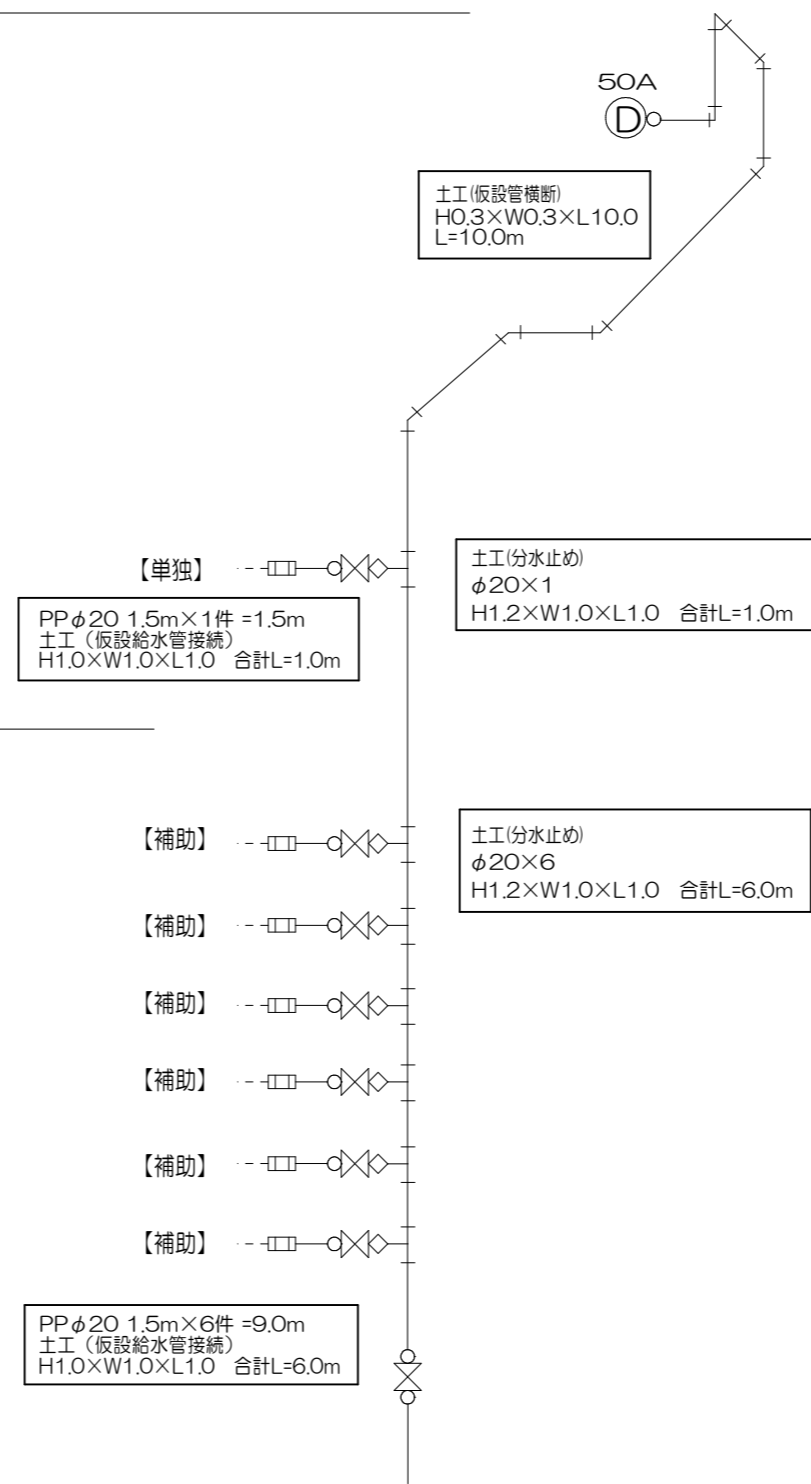 50A
D
土工(仮設管横断)
H0.3×W0.3×L10.0
L=10.0m
【単独】
土工(分水止め)
φ20×1
H1.2×W1.0×L1.0 合計L=1.0m
PPφ20 1.5m×1件 =1.5m
土工（仮設給水管接続）
H1.0×W1.0×L1.0 合計L=1.0m
【補助】
土工(分水止め)
φ20×6
H1.2×W1.0×L1.0 合計L=6.0m
【補助】
【補助】
【補助】
【補助】
【補助】
PPφ20 1.5m×6件 =9.0m
土工（仮設給水管接続）
H1.0×W1.0×L1.0 合計L=6.0m